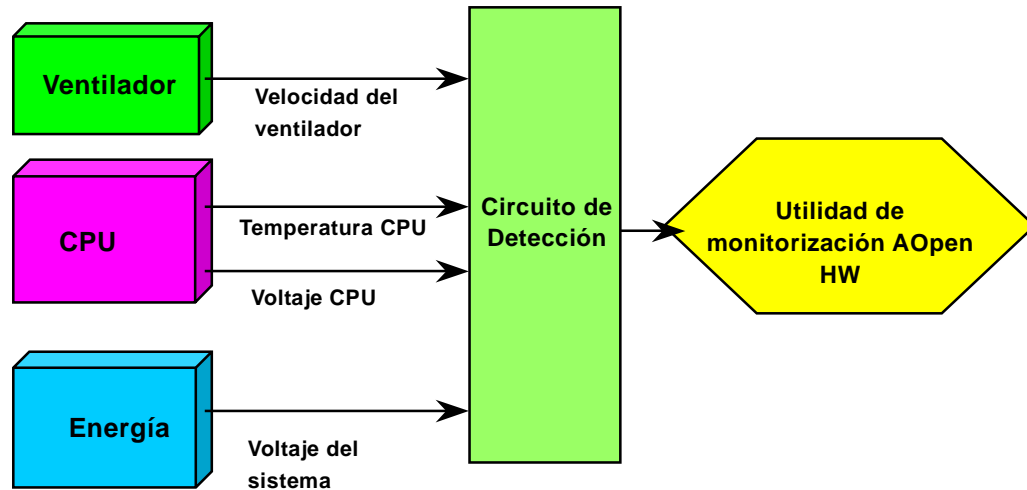 Ventilador
Velocidad del
ventilador
CPU
Temperatura CPU
Voltaje CPU
Energía
Voltaje del
sistema
Circuito de
Detección
Utilidad de
monitorización AOpen
HW